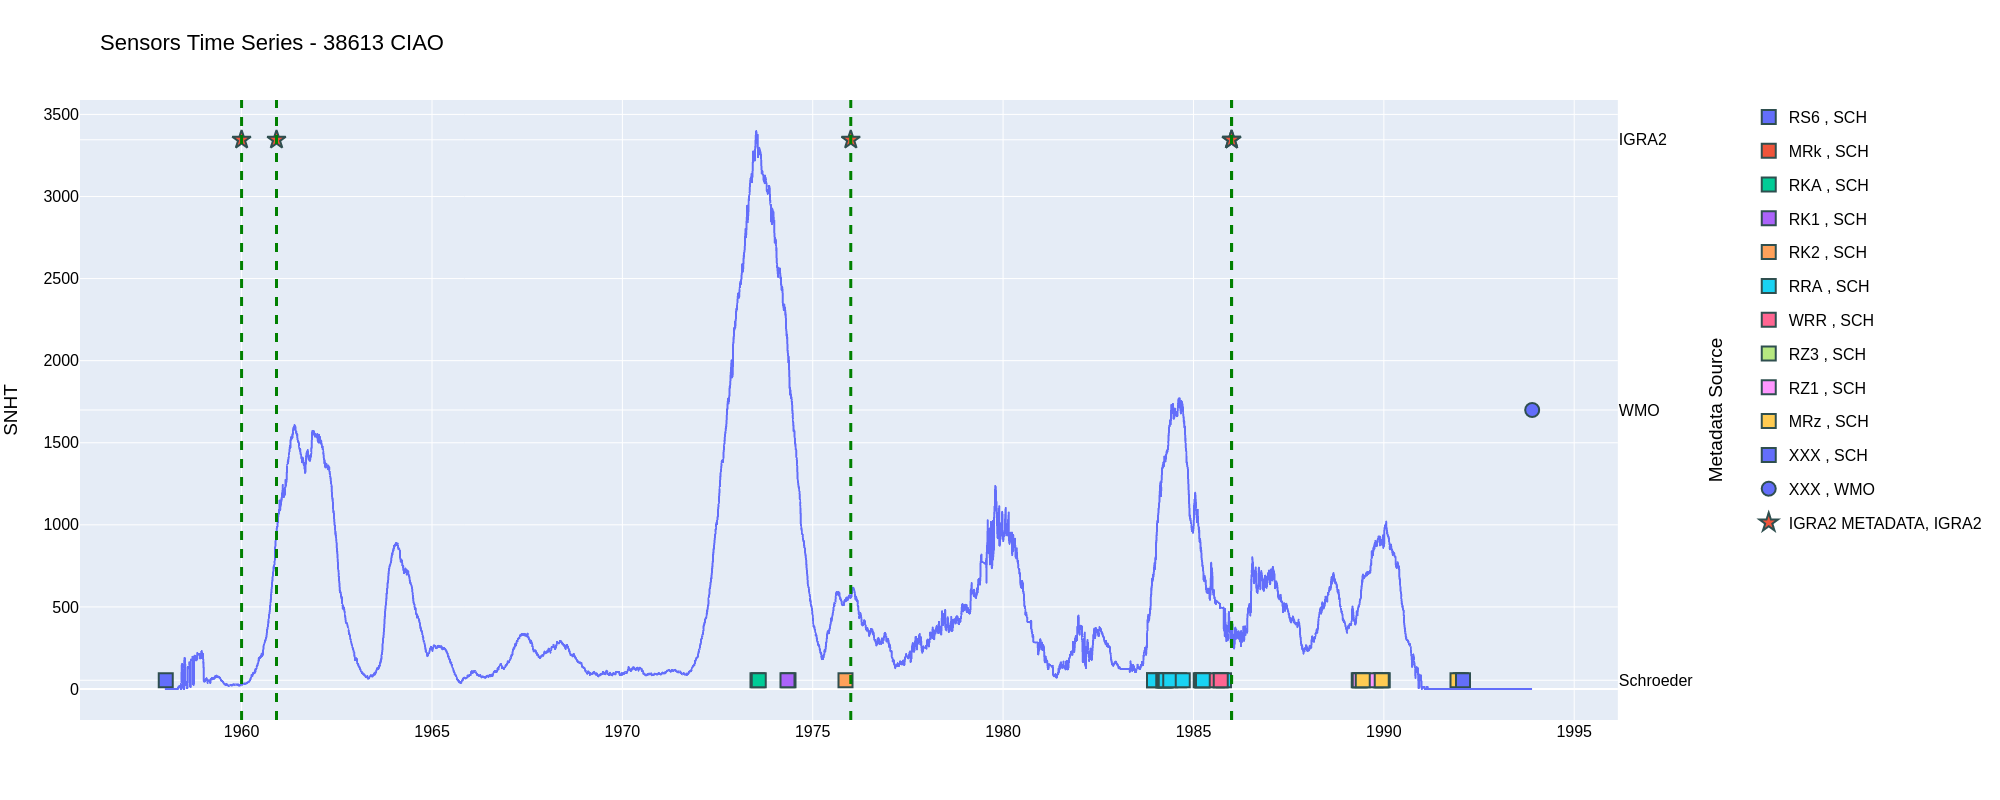 Sensors Time Series - 38613 CIAO
SNHT
3500
3000
2500
2000
1500
1000
500
0
1960
1965
1970
1975
1980
1985
1990
1995
IGRA2
WMO
Schroeder
Metadata Source
RS6 , SCH
MRk , SCH
RKA , SCH
RK1 , SCH
RK2 , SCH
RRA , SCH
WRR , SCH
RZ3 , SCH
RZ1 , SCH
MRz , SCH
XXX , SCH
XXX , WMO
IGRA2 METADATA, IGRA2